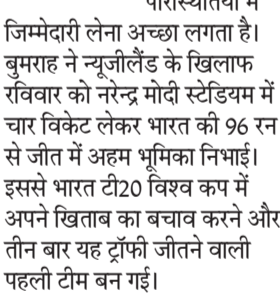 जिम्मेदारी लेना अच्छा लगता है।
बुमराह ने न्यूजीलैंड के खिलाफ
रविवार को नरेन्द्र मोदी स्टेडियम में
चार विकेट लेकर भारत की 96 रन
से जीत में अहम भूमिका निभाई।
इससे भारत टी20 विश्व कप में
अपने खिताब का बचाव करने और
तीन बार यह ट्रॉफी जीतने वाली
पहली टीम बन गई।